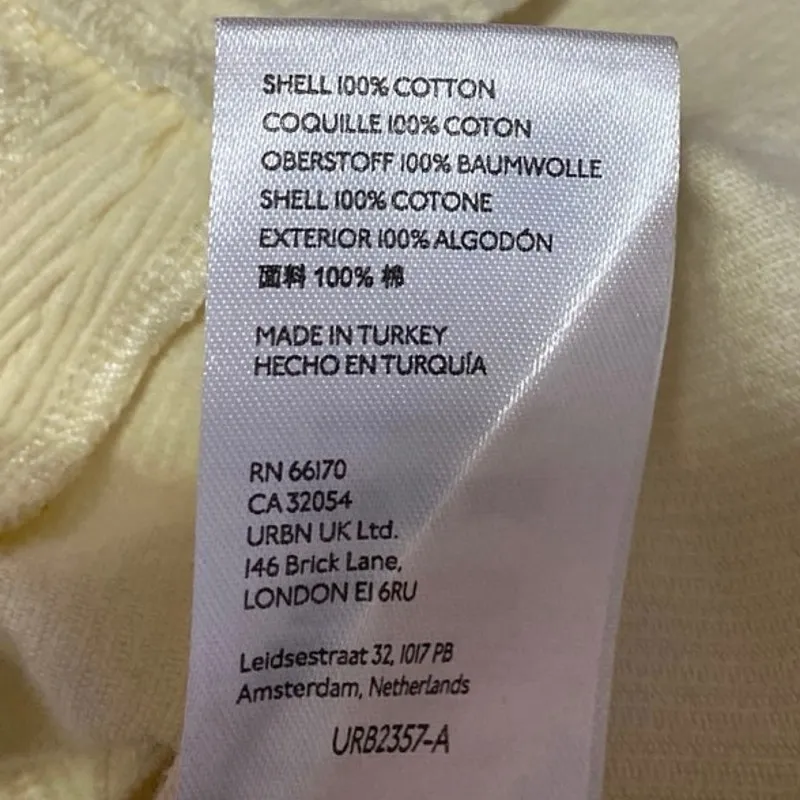 SHELL 100% COTTON
COQUILLE 100% COTON
OBERSTOFF 100% BAUMWOLLE
SHELL 100% COTONE
EXTERIOR 100% ALGODÓN
面料 100% 棉
MADE IN TURKEY
HECHO EN TURQUÍA
RN 66170
CA 32054
URBN UK Ltd.
146 Brick Lane,
LONDON E1 6RU
Leidsestraat 32, 1017 PB
Amsterdam, Netherlands
URB2357-A